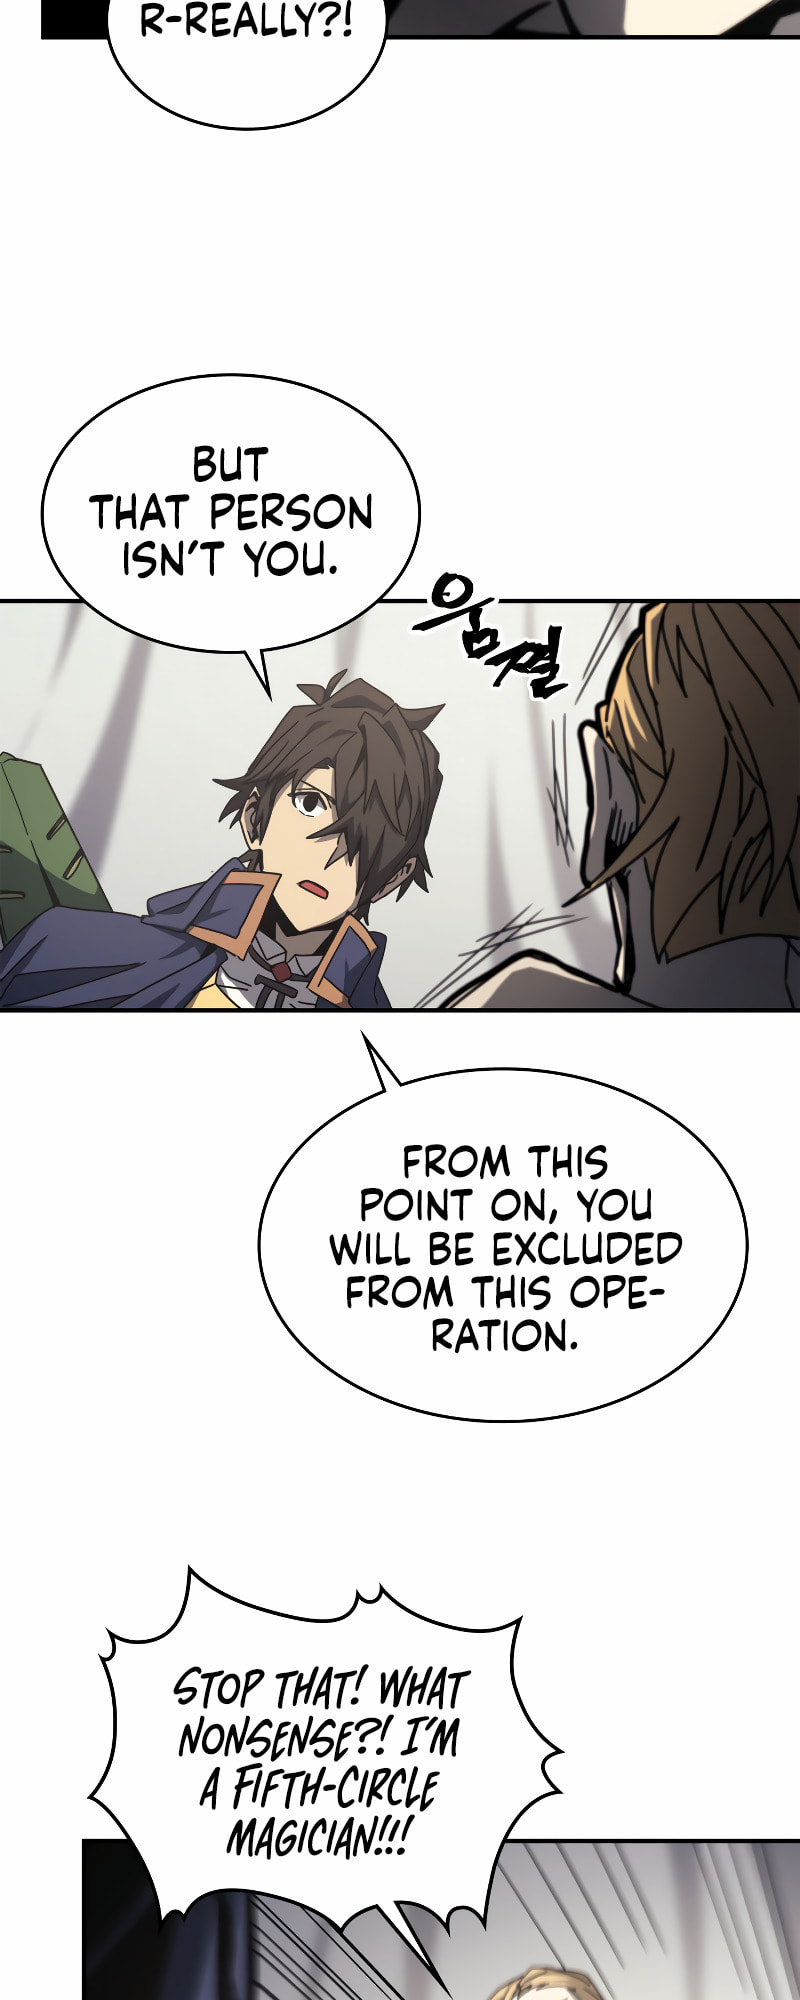 R-REALLY?!
BUT
THAT PERSON
ISN'T YOU.
움찔
FROM THIS
POINT ON, YOU
WILL BE EXCLUDED
FROM THIS OPE-
RATION.
STOP THAT! WHAT
NONSENSE?! I'M
A FIFTH-CIRCLE
MAGICIAN!!!